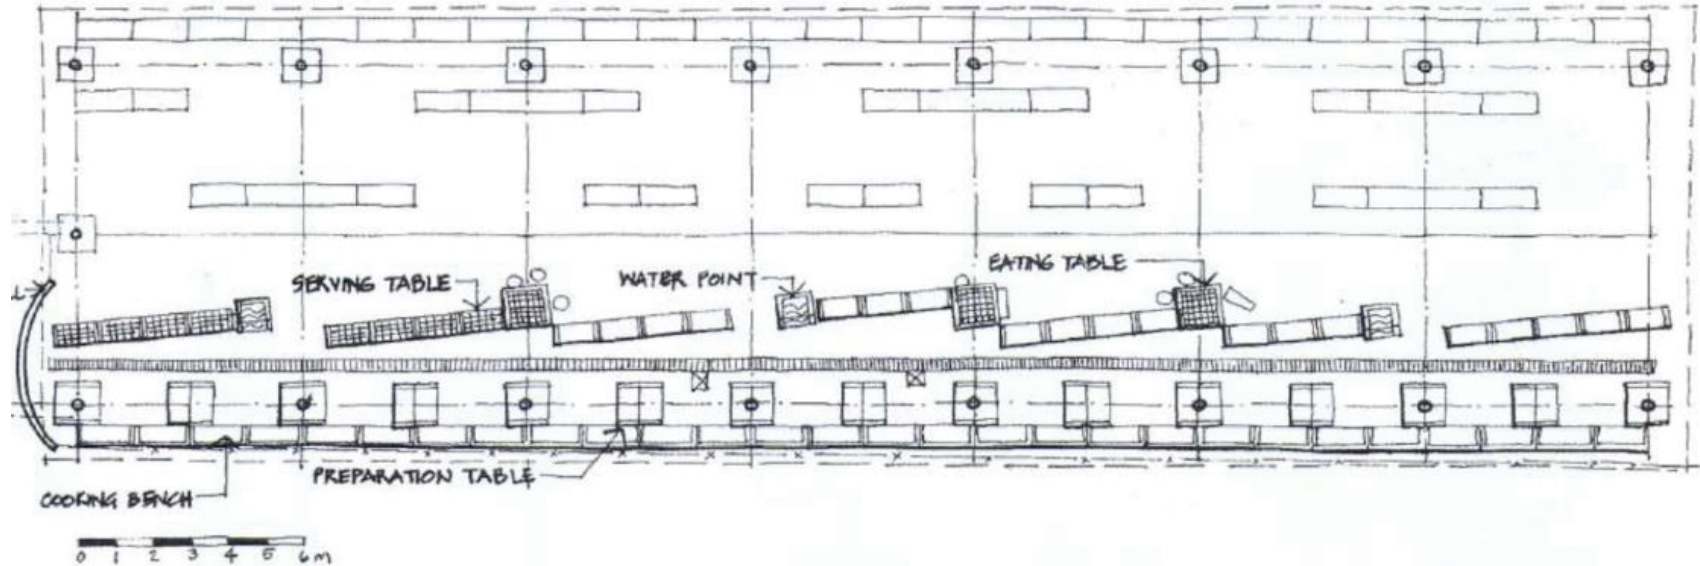 SERVING TABLE
WATER POINT
EATING TABLE
PREPARATION TABLE
COOKING BENCH
0 1 2 3 4 5 6m